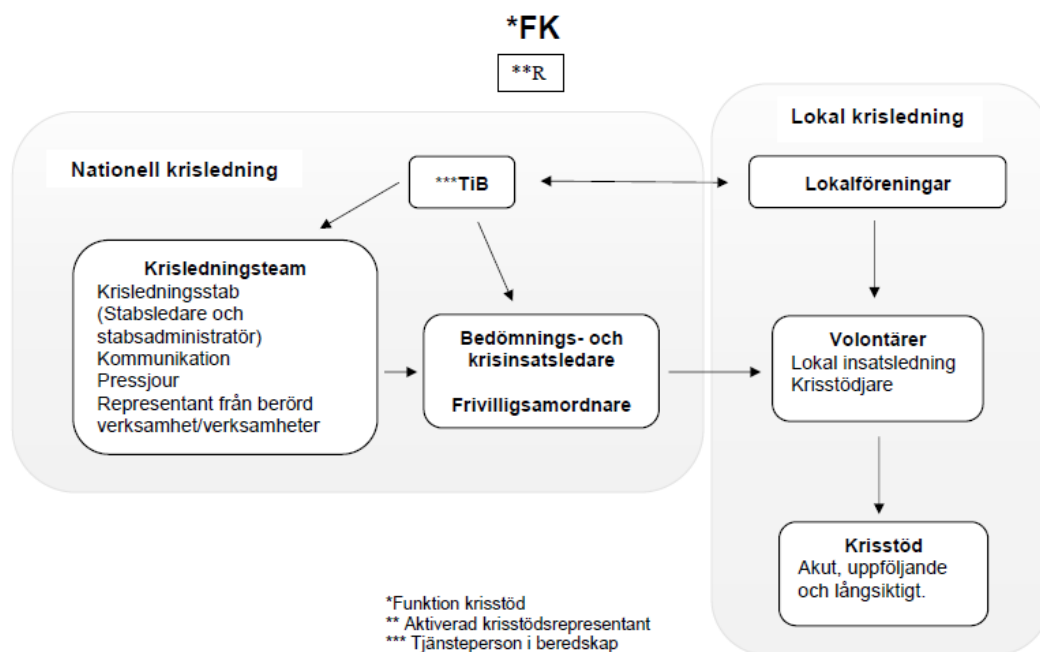 *FK
**R
Lokal krisledning
Nationell krisledning
***TiB
Lokalföreningar
Krisledningsteam
Krisledningsstab
(Stabsledare och
stabsadministratör)
Kommunikation
Pressjour
Representant från berörd
verksamhet/verksamheter
Bedömnings- och
krisinsatsledare
Frivilligsamordnare
Volontärer
Lokal insatsledning
Krisstödjare
Krisstöd
Akut, uppföljande
och långsiktigt.
*Funktion krisstöd
** Aktiverad krisstödsrepresentant
*** Tjänsteperson i beredskap